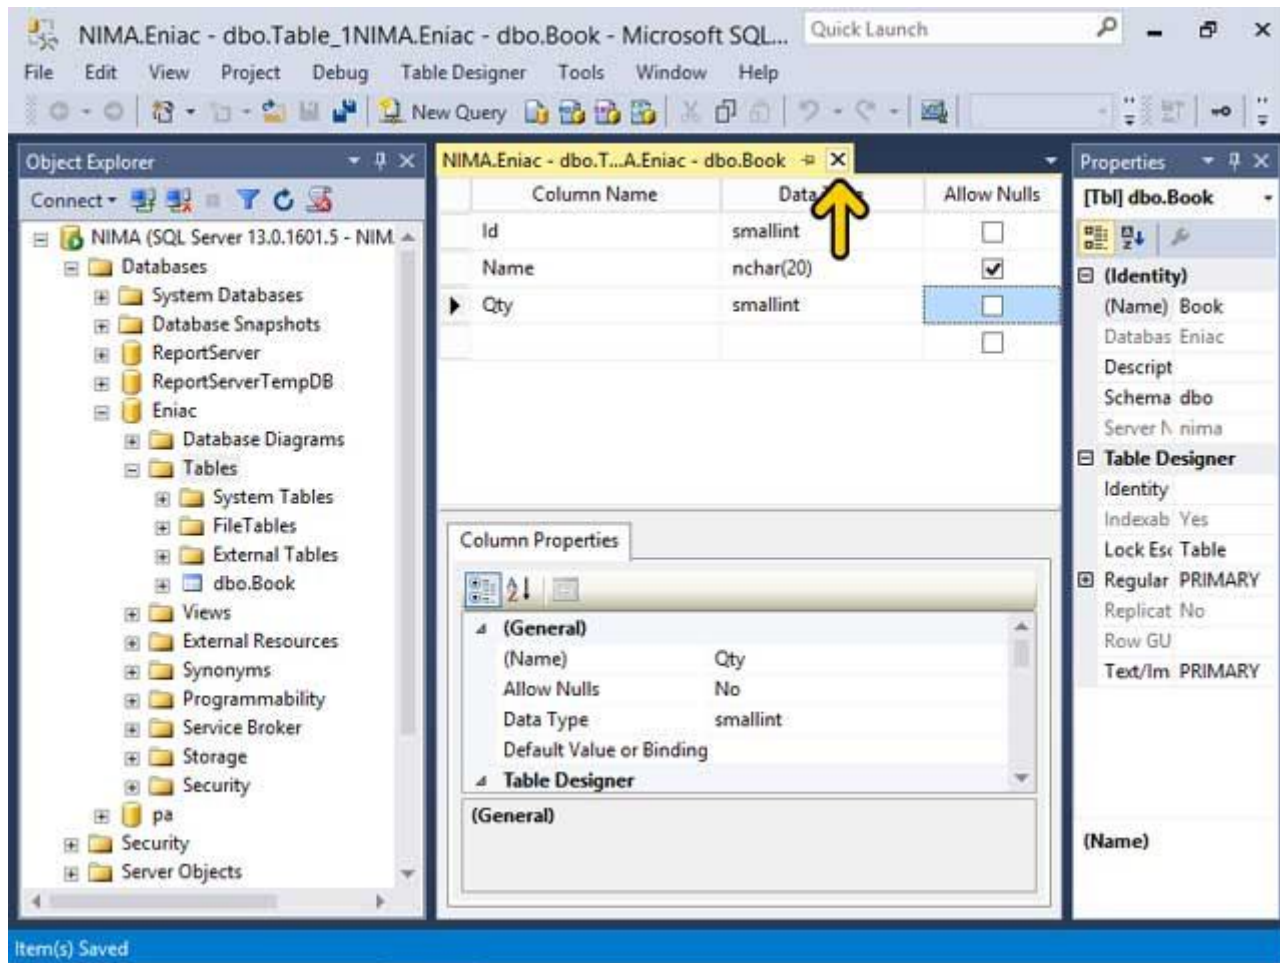 NIMA.Eniac - dbo.Table_1NIMA.Eniac - dbo.Book - Microsoft SQL...
Quick Launch
File Edit View Project Debug Table Designer Tools Window Help
New Query
Object Explorer
Connect
NIMA (SQL Server 13.0.1601.5 - NIM
Databases
System Databases
Database Snapshots
ReportServer
ReportServerTempDB
Eniac
Database Diagrams
Tables
System Tables
FileTables
External Tables
dbo.Book
Views
External Resources
Synonyms
Programmability
Service Broker
Storage
Security
pa
Security
Server Objects
NIMA.Eniac - dbo.T...A.Eniac - dbo.Book
Column Name Data Allow Nulls
Id smallint
Name nchar(20)
Qty smallint
Column Properties
(General)
(Name) Qty
Allow Nulls No
Data Type smallint
Default Value or Binding
Table Designer
(General)
Properties
[Tbl] dbo.Book
(Identity)
(Name) Book
Databas Eniac
Descript
Schema dbo
Server N nima
Table Designer
Identity
Indexab Yes
Lock Esc Table
Regular PRIMARY
Replicat No
Row GU
Text/Im PRIMARY
(Name)
Item(s) Saved